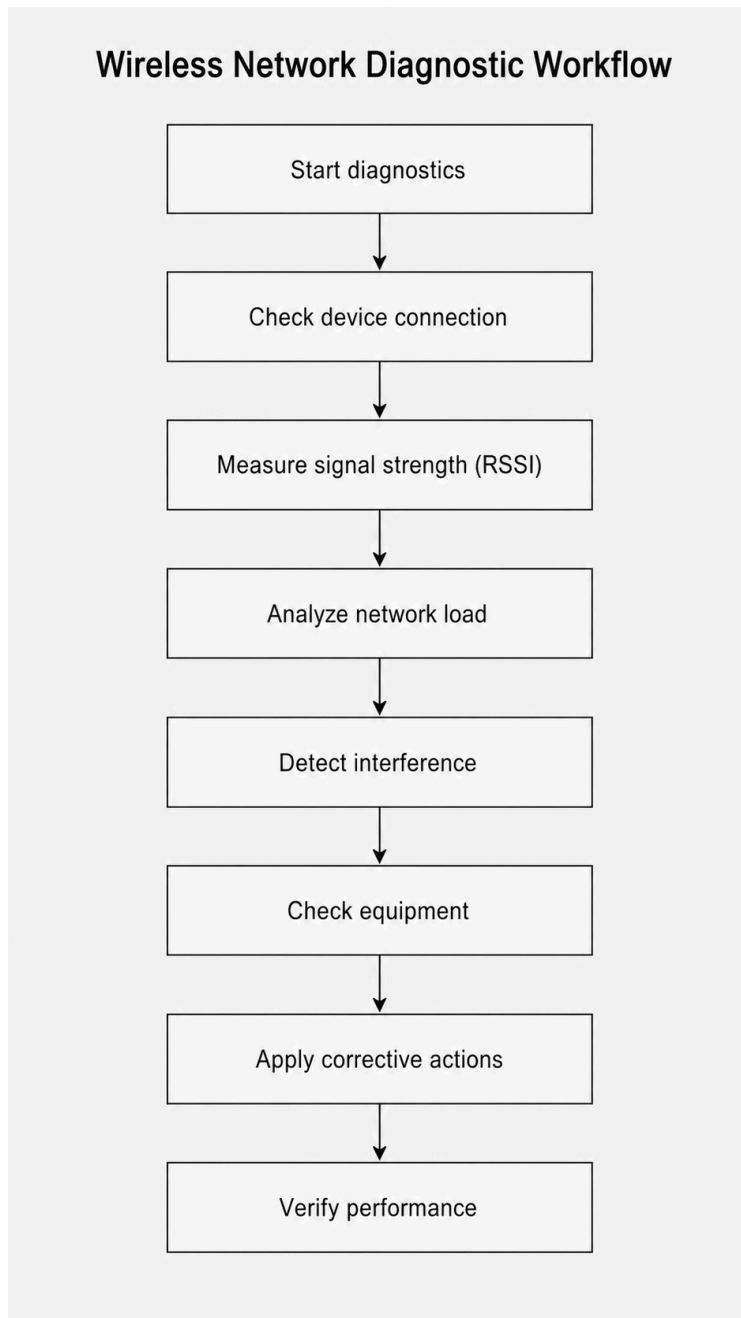 Wireless Network Diagnostic Workflow
Start diagnostics
Check device connection
Measure signal strength (RSSI)
Analyze network load
Detect interference
Check equipment
Apply corrective actions
Verify performance